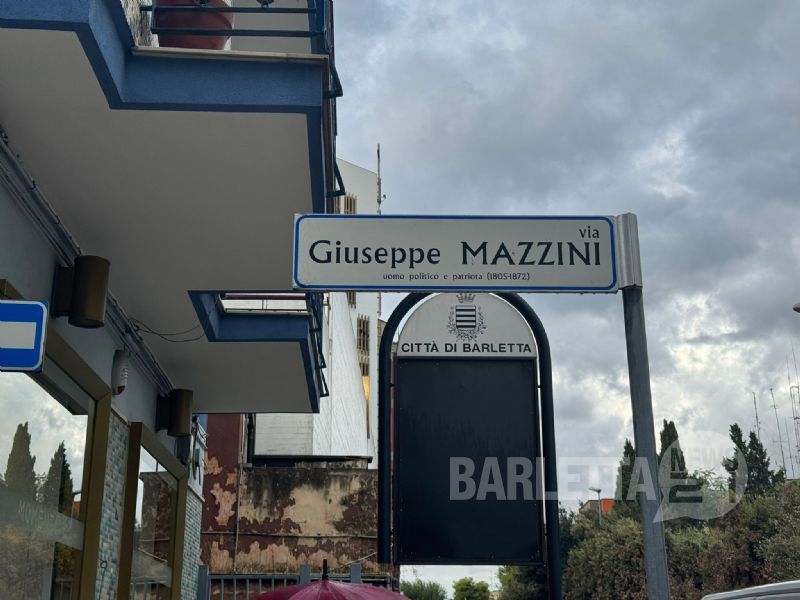 via
Giuseppe MAZZINI
uomo politico e patriota (1805-1872)
CITTÀ DI BARLETTA
BARLETTA